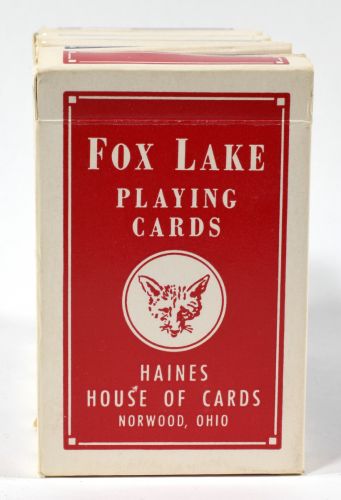 FOX LAKE
PLAYING
CARDS
HAINES
HOUSE OF CARDS
NORWOOD, OHIO